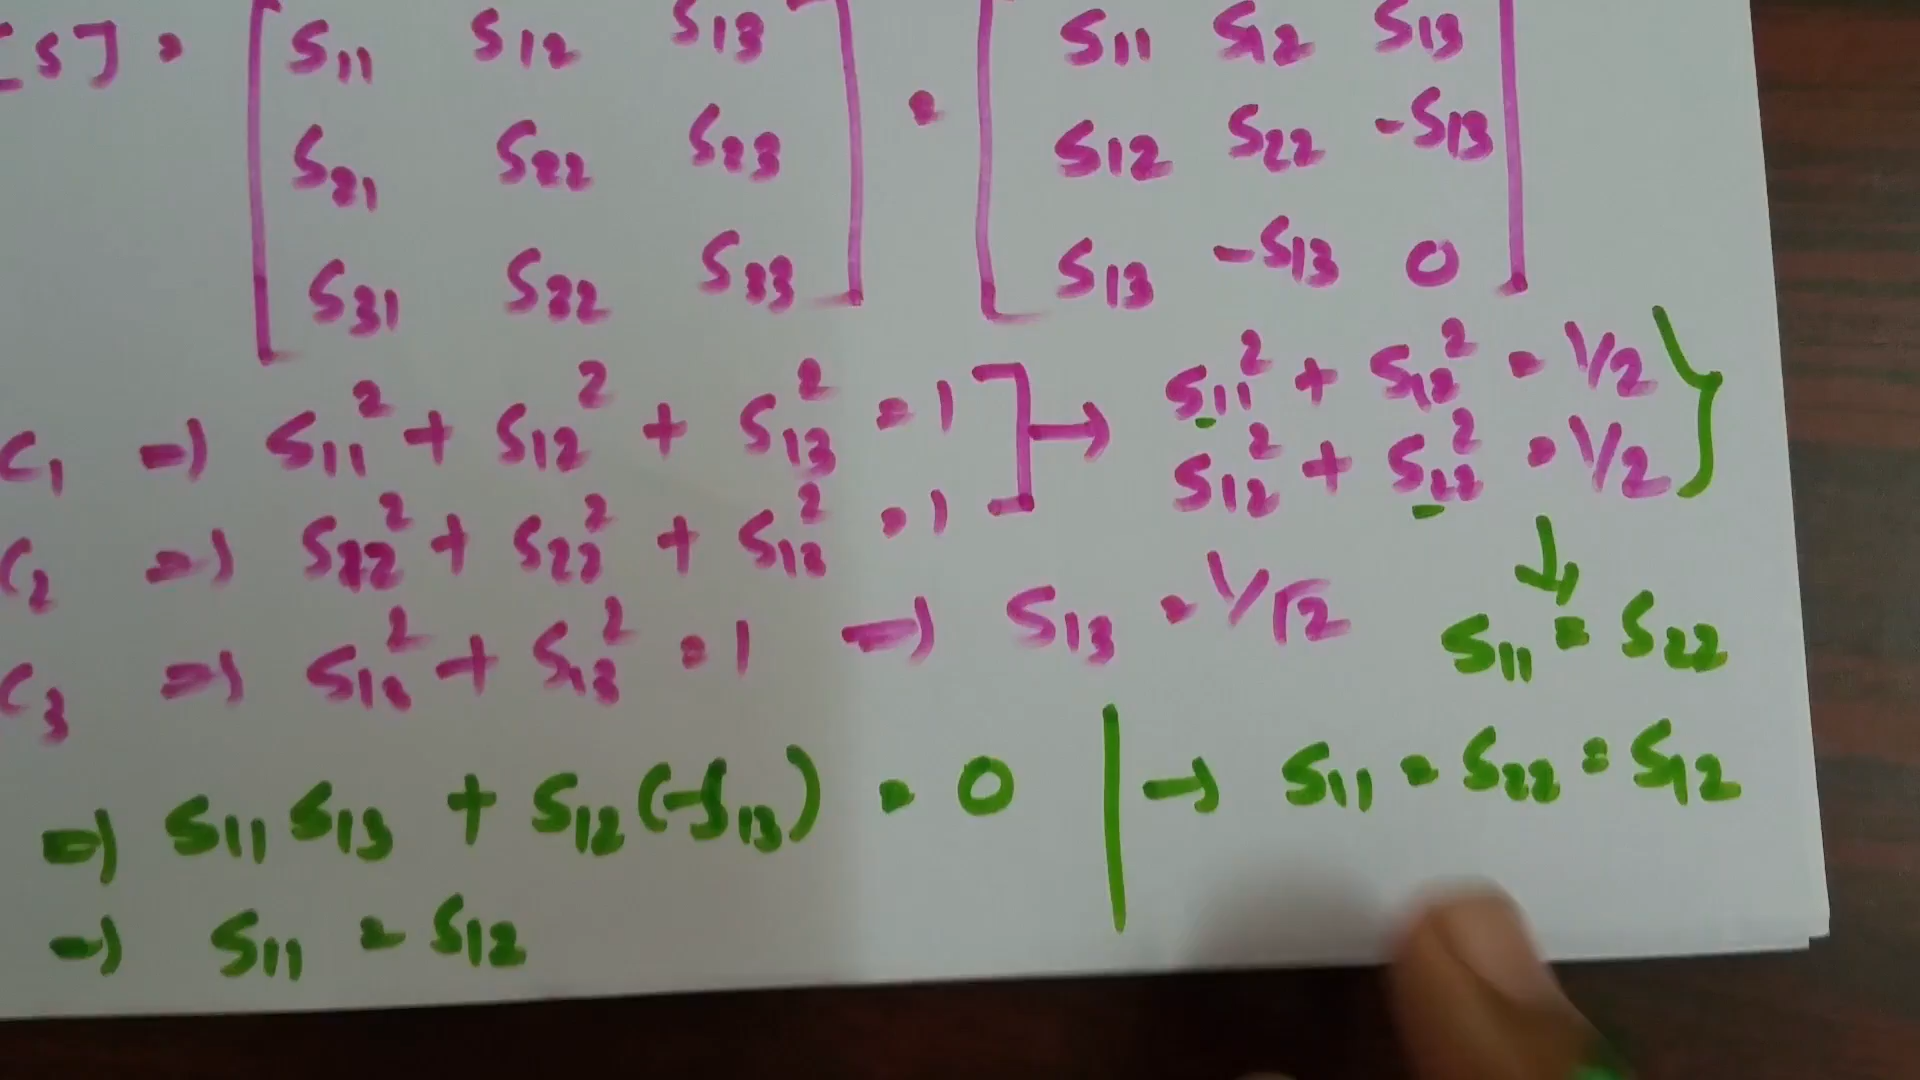 [S] = [S11 S12 S13 = [S11 S12 S13
S21 S22 S23 S12 S22 -S13
S31 S32 S33] S13 -S13 0]
C1 ⇒ S11² + S12² + S13² = 1 ] → S11² + S12² = 1/2 }
S12² + S22² = 1/2
C2 ⇒ S22² + S22² + S13² = 1
↓
C3 ⇒ S13² + S13² = 1 ⇒ S13 = 1/√2
S11 = S22
⇒ S11 S13 + S12(-S13) = 0 | → S11 = S22 = S12
⇒ S11 = S12